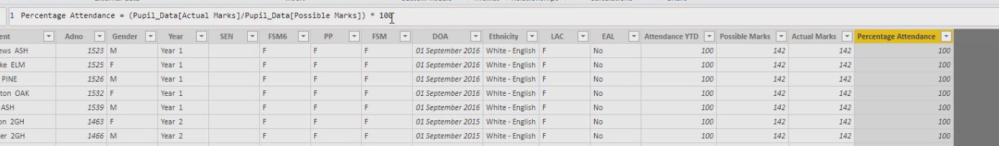 1 Percentage Attendance = (Pupil_Data[Actual Marks]/Pupil_Data[Possible Marks]) * 100
ent Adno Gender Year SEN FSM6 PP FSM DOA Ethnicity LAC EAL Attendance YTD Possible Marks Actual Marks Percentage Attendance
ews ASH 1523 M Year 1 F F F 01 September 2016 White - English F No 100 142 142 100
ke ELM 1525 F Year 1 F F F 01 September 2016 White - English F No 100 142 142 100
PINE 1526 M Year 1 F F F 01 September 2016 White - English F No 100 142 142 100
ton OAK 1532 F Year 1 F F F 01 September 2016 White - English F No 100 142 142 100
ASH 1539 M Year 1 F F F 01 September 2016 White - English F No 100 142 142 100
on 2GH 1463 F Year 2 F F F 01 September 2015 White - English F No 100 142 142 100
er 2GH 1466 M Year 2 F F F 01 September 2015 White - English F No 100 142 142 100